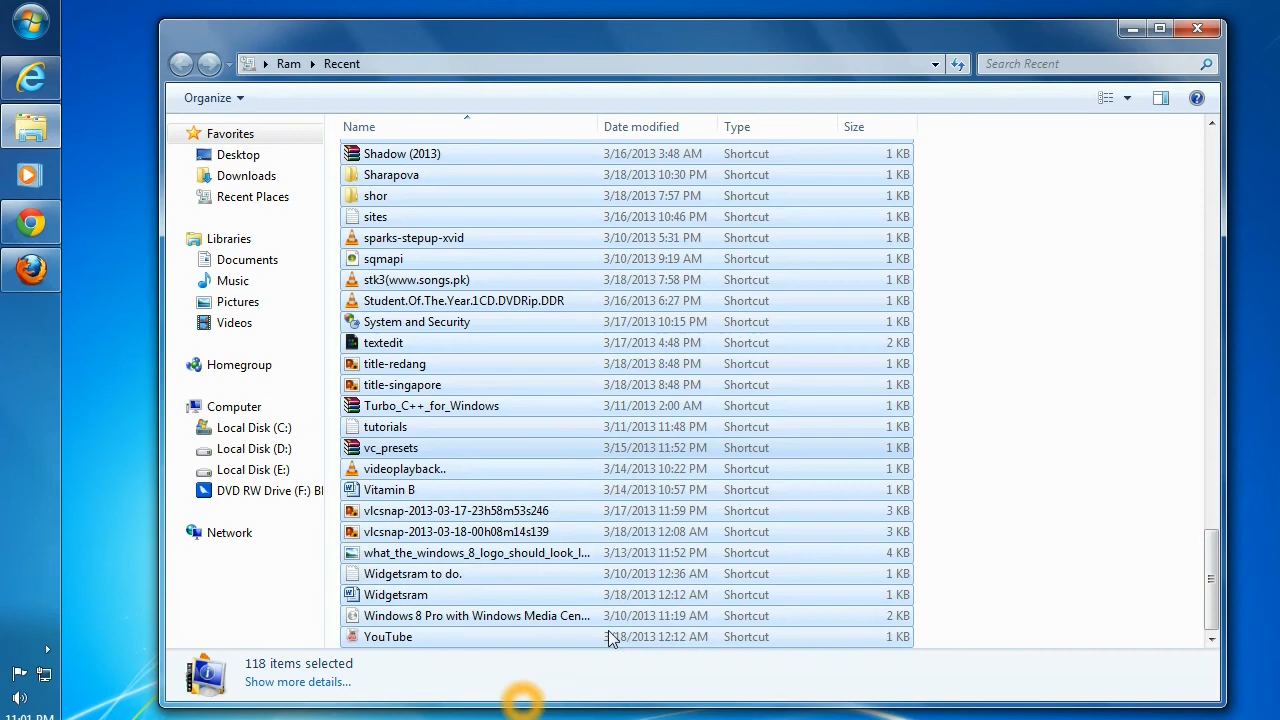 Ram Recent Search Recent
Organize
Name Date modified Type Size
Favorites
Desktop
Downloads
Recent Places
Libraries
Documents
Music
Pictures
Videos
Homegroup
Computer
Local Disk (C:)
Local Disk (D:)
Local Disk (E:)
DVD RW Drive (F:) Bl
Network
Shadow (2013) 3/16/2013 3:48 AM Shortcut 1 KB
Sharapova 3/18/2013 10:30 PM Shortcut 1 KB
shor 3/18/2013 7:57 PM Shortcut 1 KB
sites 3/16/2013 10:46 PM Shortcut 1 KB
sparks-stepup-xvid 3/10/2013 5:31 PM Shortcut 1 KB
sqmapi 3/10/2013 9:19 AM Shortcut 1 KB
stk3(www.songs.pk) 3/18/2013 7:58 PM Shortcut 1 KB
Student.Of.The.Year.1CD.DVDRip.DDR 3/16/2013 6:27 PM Shortcut 1 KB
System and Security 3/17/2013 10:15 PM Shortcut 1 KB
textedit 3/17/2013 4:48 PM Shortcut 2 KB
title-redang 3/18/2013 8:48 PM Shortcut 1 KB
title-singapore 3/18/2013 8:48 PM Shortcut 1 KB
Turbo_C++_for_Windows 3/11/2013 2:00 AM Shortcut 1 KB
tutorials 3/11/2013 11:48 PM Shortcut 1 KB
vc_presets 3/15/2013 11:52 PM Shortcut 1 KB
videoplayback.. 3/14/2013 10:22 PM Shortcut 1 KB
Vitamin B 3/14/2013 10:57 PM Shortcut 1 KB
vlcsnap-2013-03-17-23h58m53s246 3/17/2013 11:59 PM Shortcut 3 KB
vlcsnap-2013-03-18-00h08m14s139 3/18/2013 12:08 AM Shortcut 3 KB
what_the_windows_8_logo_should_look_l... 3/13/2013 11:52 PM Shortcut 4 KB
Widgetsram to do. 3/10/2013 12:36 AM Shortcut 1 KB
Widgetsram 3/18/2013 12:12 AM Shortcut 1 KB
Windows 8 Pro with Windows Media Cen... 3/10/2013 11:19 AM Shortcut 2 KB
YouTube 3/18/2013 12:12 AM Shortcut 1 KB
118 items selected
Show more details...
11:01 PM